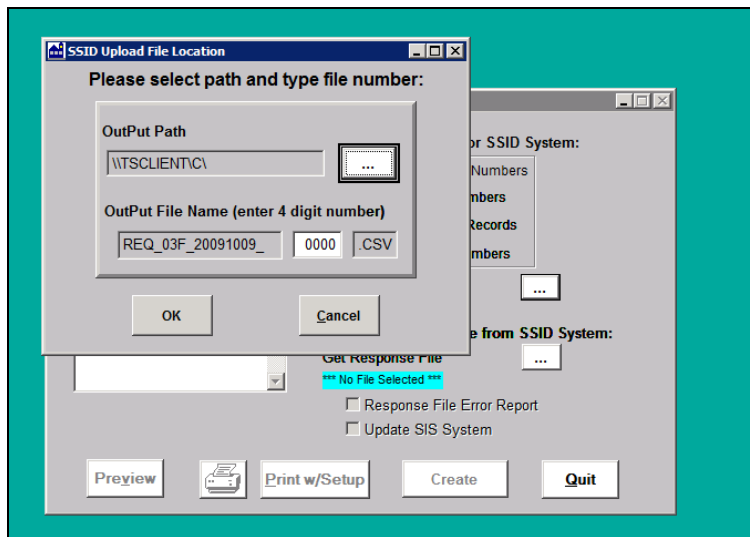 SSID Upload File Location
Please select path and type file number:
OutPut Path
\\TSCLIENT\C\
...
OutPut File Name (enter 4 digit number)
REQ_03F_20091009_ 0000 .CSV
OK Cancel
or SSID System:
Numbers
mbers
Records
mbers
...
e from SSID System:
Get Response File
...
*** No File Selected ***
Response File Error Report
Update SIS System
Preview Print w/Setup Create Quit